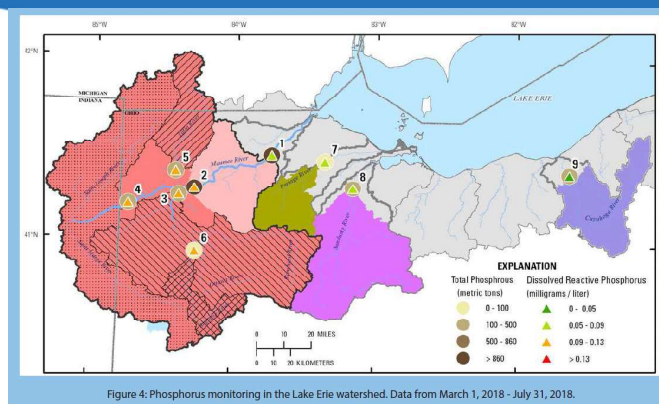 85°W 84°W 83°W 82°W
42°N
MICHIGAN
INDIANA
OHIO
LAKE ERIE
Maumee River
1
7
5
2
4
3
8
9
6
Portage River
Sandusky River
Cuyahoga River
41°N
0 10 20 MILES
0 10 20 KILOMETERS
EXPLANATION
Total Phosphrous Dissolved Reactive Phosphorus
(metric tons) (milligrams / liter)
0 - 100 0 - 0.05
100 - 500 0.05 - 0.09
500 - 860 0.09 - 0.13
> 860 > 0.13
Figure 4: Phosphorus monitoring in the Lake Erie watershed. Data from March 1, 2018 - July 31, 2018.